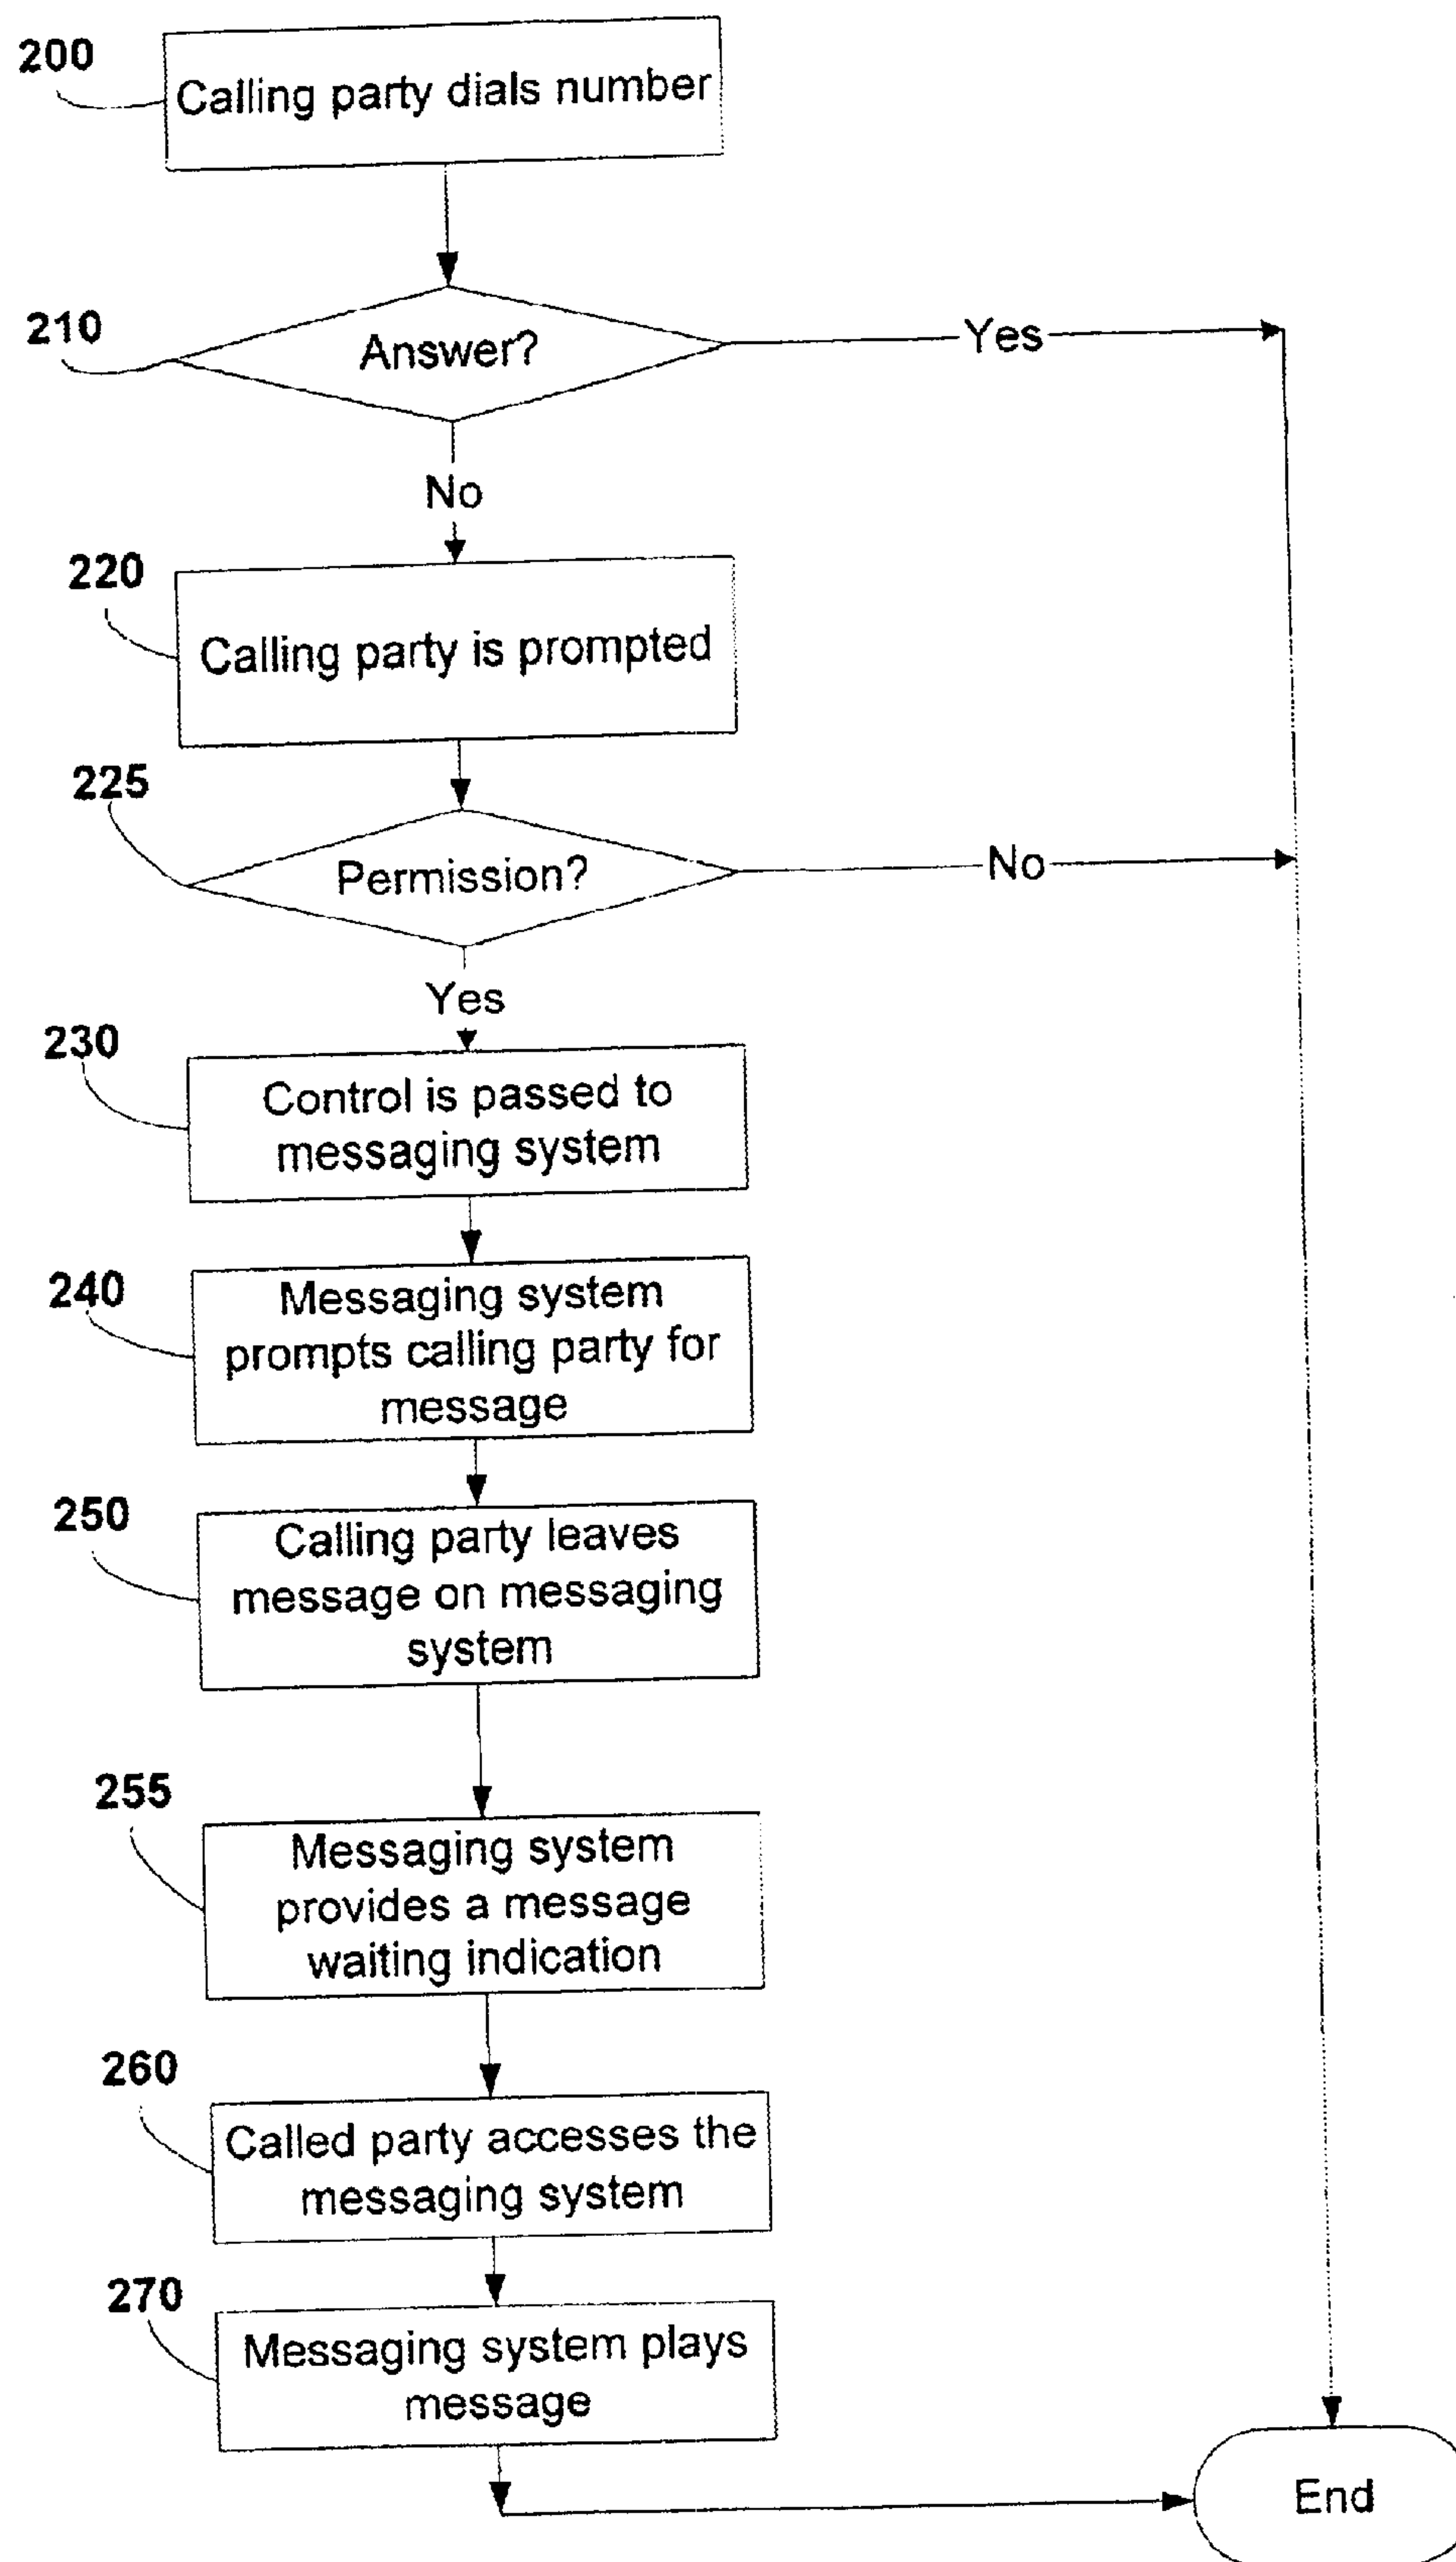 200
Calling party dials number
210
Answer?
Yes
No
220
Calling party is prompted
225
Permission?
No
Yes
230
Control is passed to
messaging system
240
Messaging system
prompts calling party for
message
250
Calling party leaves
message on messaging
system
255
Messaging system
provides a message
waiting indication
260
Called party accesses the
messaging system
270
Messaging system plays
message
End